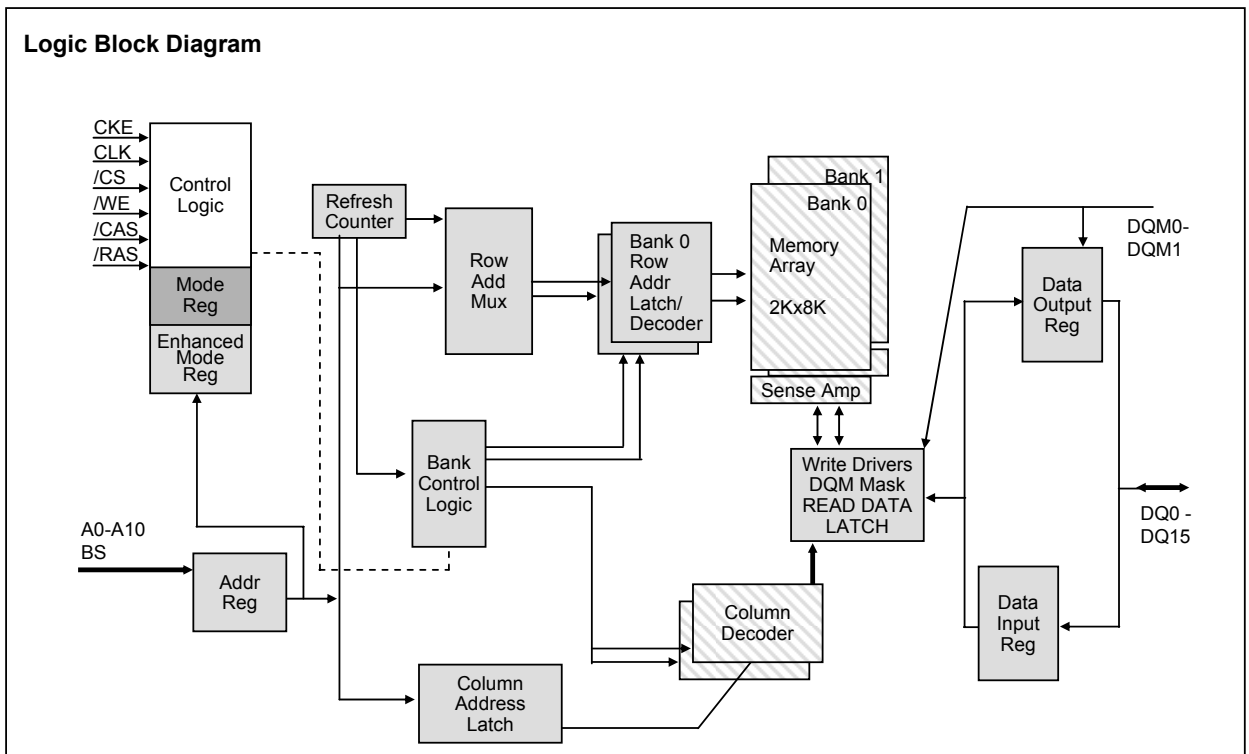 Logic Block Diagram
CKE
CLK
/CS
/WE
/CAS
/RAS
Control
Logic
Mode
Reg
Enhanced
Mode
Reg
Refresh
Counter
Row
Add
Mux
Bank 0
Row
Addr
Latch/
Decoder
Bank 1
Bank 0
Memory
Array
2Kx8K
Sense Amp
DQM0-
DQM1
Data
Output
Reg
Bank
Control
Logic
Write Drivers
DQM Mask
READ DATA
LATCH
DQ0 -
DQ15
A0-A10
BS
Addr
Reg
Column
Decoder
Data
Input
Reg
Column
Address
Latch